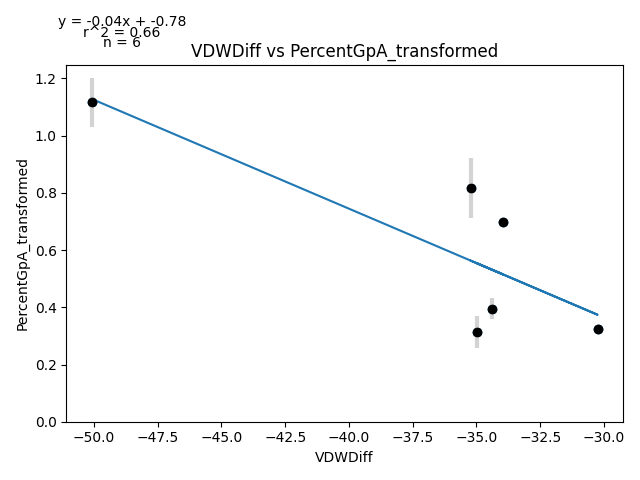 y = -0.04x + -0.78
r^2 = 0.66
n = 6
VDWDiff vs PercentGpA_transformed
PercentGpA_transformed
1.2
1.0
0.8
0.6
0.4
0.2
0.0
−50.0 −47.5 −45.0 −42.5 −40.0 −37.5 −35.0 −32.5 −30.0
VDWDiff